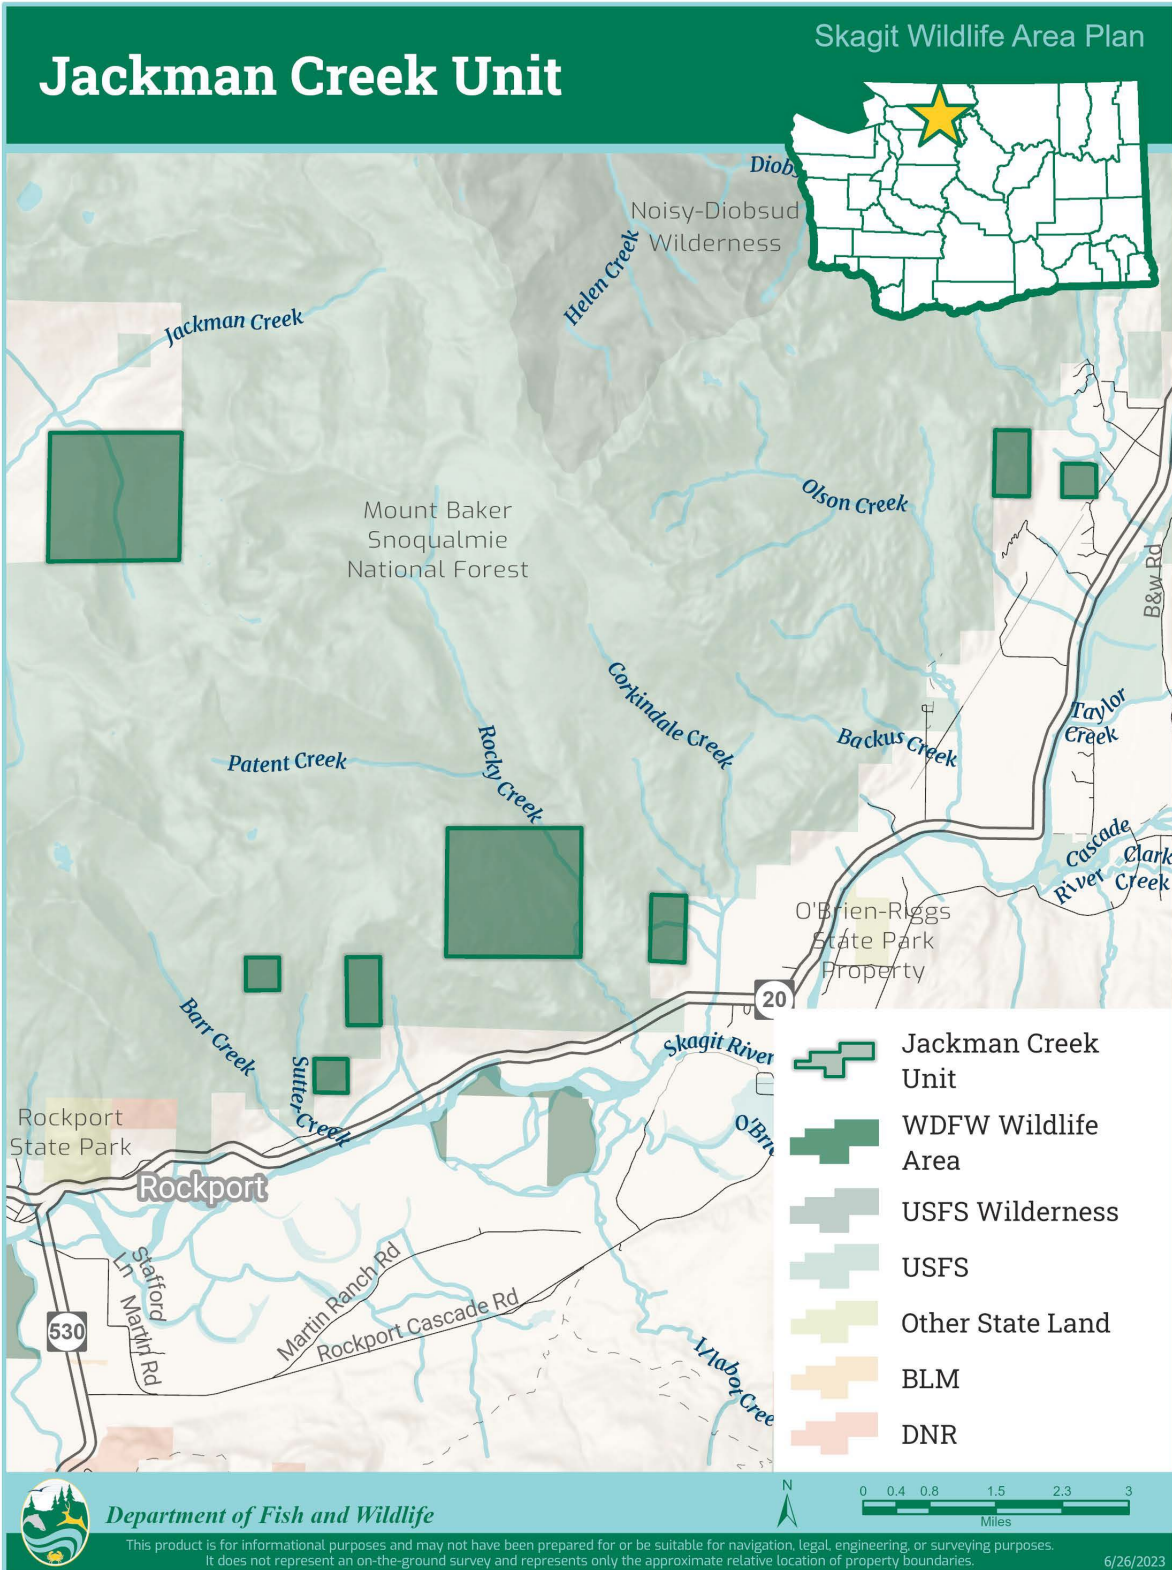 Skagit Wildlife Area Plan
Jackman Creek Unit
Noisy-Diobsud
Wilderness
Helen Creek
Jackman Creek
Mount Baker
Snoqualmie
National Forest
Olson Creek
B&w Rd
Corkindale Creek
Rocky Creek
Patent Creek
Backus Creek
Taylor
Creek
Cascade
River
Clark
Creek
O'Brien-Riggs
State Park
Property
20
Barr Creek
Sutter Creek
Skagit River
O'Brie
Rockport
State Park
Rockport
Stafford
Ln
Martin Rd
Martin Ranch Rd
Rockport Cascade Rd
530
Illabot Cree
Jackman Creek
Unit
WDFW Wildlife
Area
USFS Wilderness
USFS
Other State Land
BLM
DNR
Department of Fish and Wildlife
N
0 0.4 0.8 1.5 2.3 3
Miles
This product is for informational purposes and may not have been prepared for or be suitable for navigation, legal, engineering, or surveying purposes.
It does not represent an on-the-ground survey and represents only the approximate relative location of property boundaries.
6/26/2023